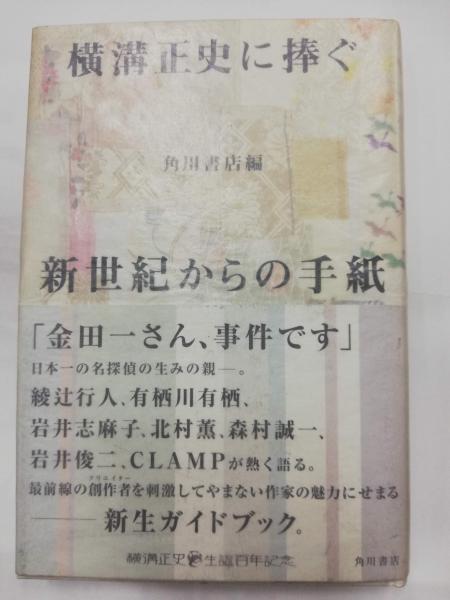 横溝正史に捧ぐ
角川書店編
新世紀からの手紙
「金田一さん、事件です」
日本一の名探偵の生みの親―。
綾辻行人、有栖川有栖、
岩井志麻子、北村薫、森村誠一、
岩井俊二、CLAMPが熱く語る。
クリエイター
最前線の創作者を刺激してやまない作家の魅力にせまる
――新生ガイドブック。
横溝正史生誕百年記念
角川書店